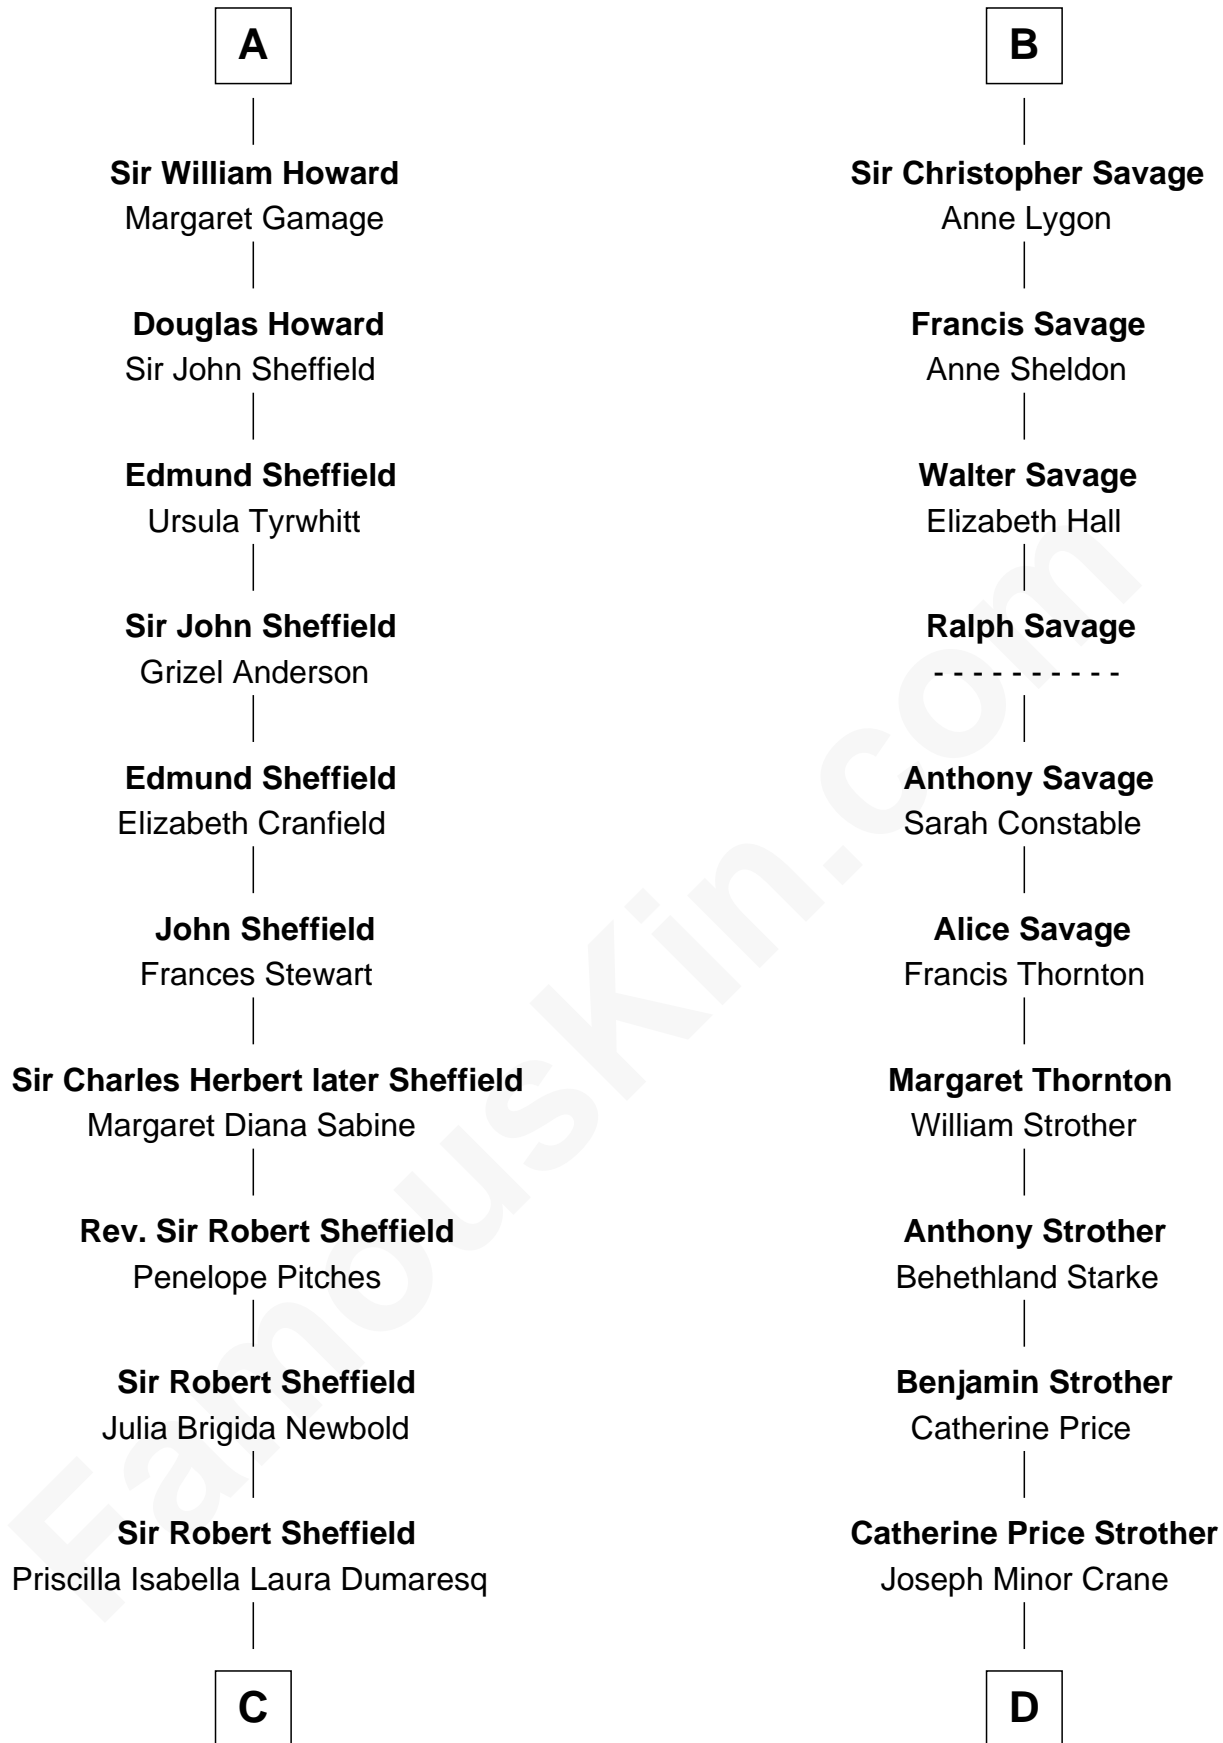 A
Sir William Howard
Margaret Gamage
Douglas Howard
Sir John Sheffield
Edmund Sheffield
Ursula Tyrwhitt
Sir John Sheffield
Grizel Anderson
Edmund Sheffield
Elizabeth Cranfield
John Sheffield
Frances Stewart
Sir Charles Herbert later Sheffield
Margaret Diana Sabine
Rev. Sir Robert Sheffield
Penelope Pitches
Sir Robert Sheffield
Julia Brigida Newbold
Sir Robert Sheffield
Priscilla Isabella Laura Dumaresq
C
B
Sir Christopher Savage
Anne Lygon
Francis Savage
Anne Sheldon
Walter Savage
Elizabeth Hall
Ralph Savage
- - - - - - - - - -
Anthony Savage
Sarah Constable
Alice Savage
Francis Thornton
Margaret Thornton
William Strother
Anthony Strother
Behethland Starke
Benjamin Strother
Catherine Price
Catherine Price Strother
Joseph Minor Crane
D
FamousKin.com